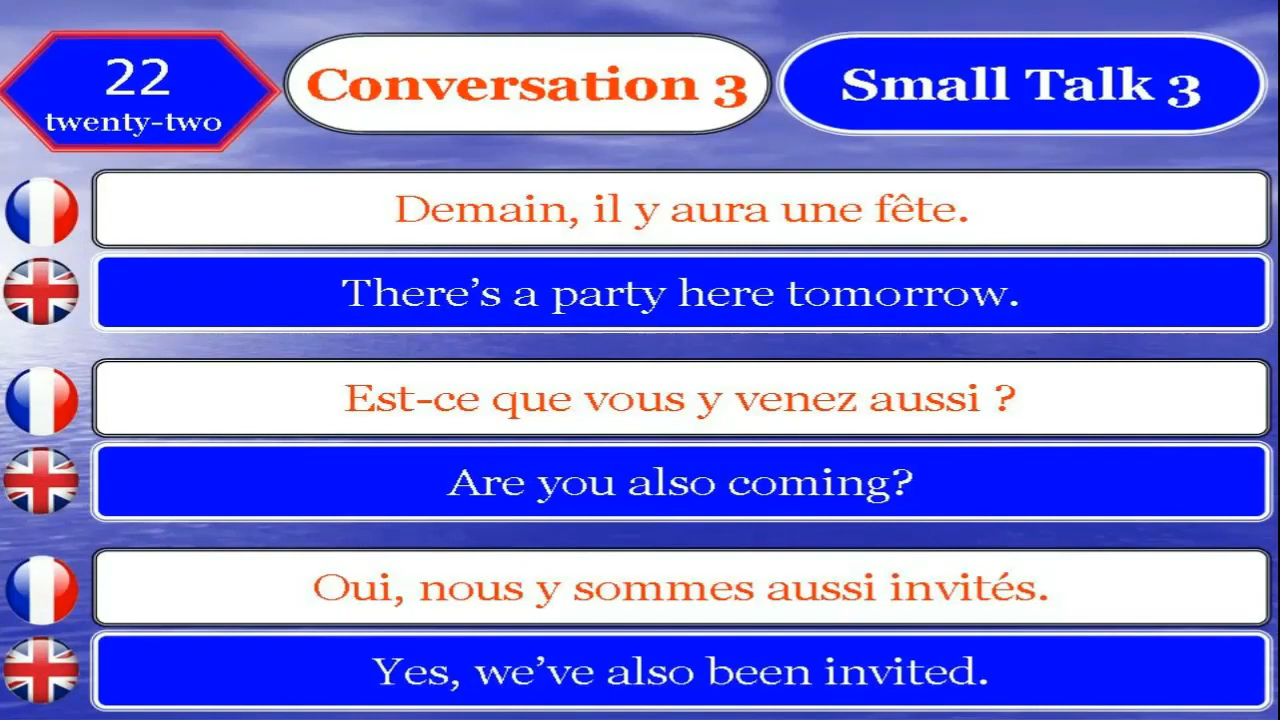 22
twenty-two
Conversation 3
Small Talk 3
Demain, il y aura une fête.
There’s a party here tomorrow.
Est-ce que vous y venez aussi ?
Are you also coming?
Oui, nous y sommes aussi invités.
Yes, we’ve also been invited.